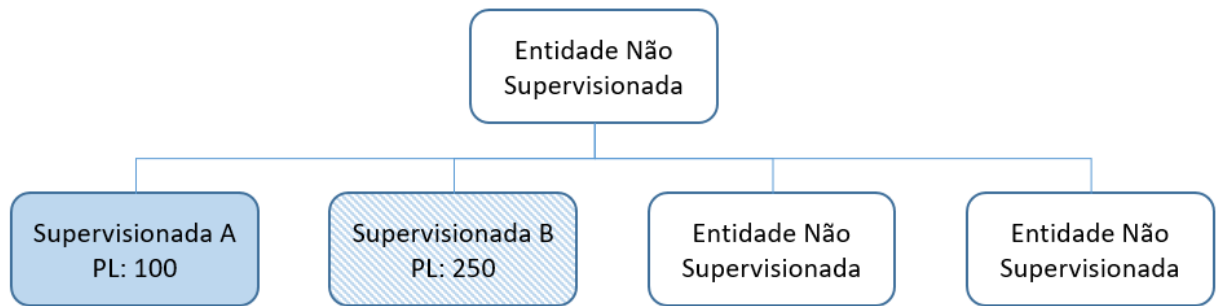 Entidade Não
Supervisionada
Supervisionada A
PL: 100
Supervisionada B
PL: 250
Entidade Não
Supervisionada
Entidade Não
Supervisionada